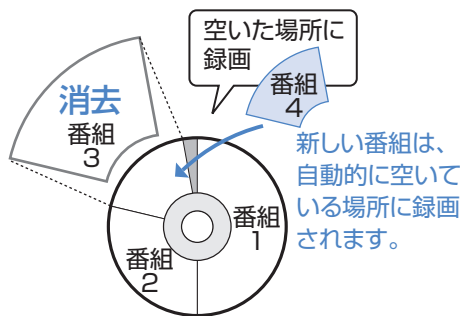 空いた場所に
録画
消去
番組
3
番組
4
新しい番組は、
自動的に空いて
いる場所に録画
されます。
番組
1
番組
2